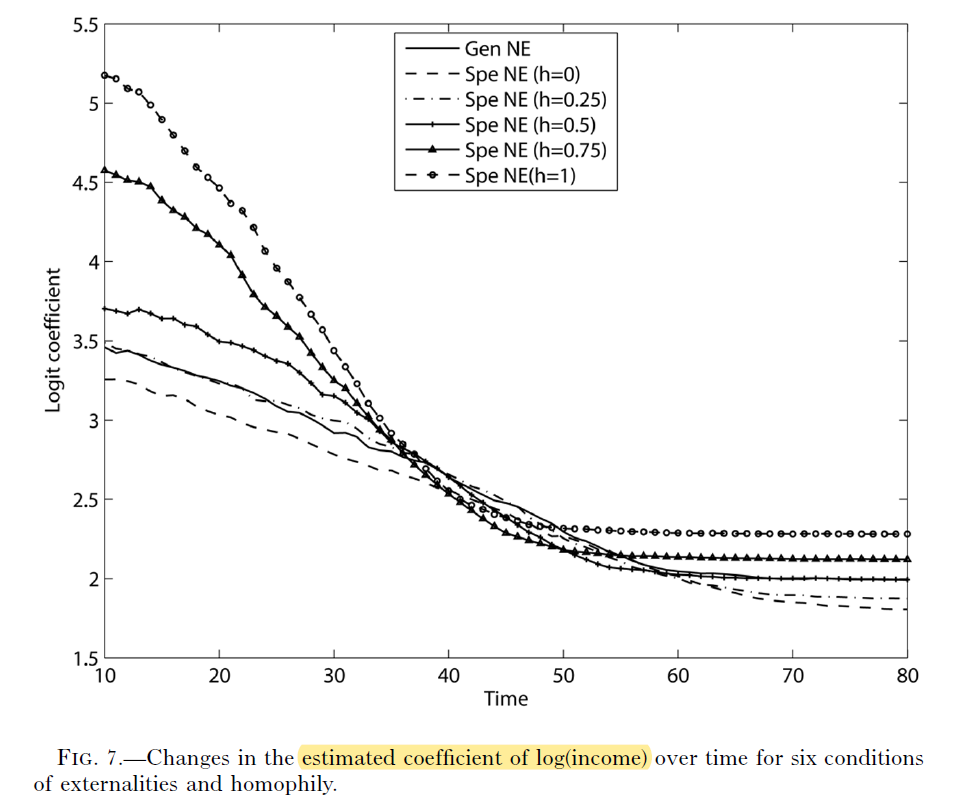 5.5
5
4.5
4
3.5
3
2.5
2
1.5
Logit coefficient
Gen NE
Spe NE (h=0)
Spe NE (h=0.25)
Spe NE (h=0.5)
Spe NE (h=0.75)
Spe NE(h=1)
10 20 30 40 50 60 70 80
Time
FIG. 7.—Changes in the estimated coefficient of log(income) over time for six conditions
of externalities and homophily.